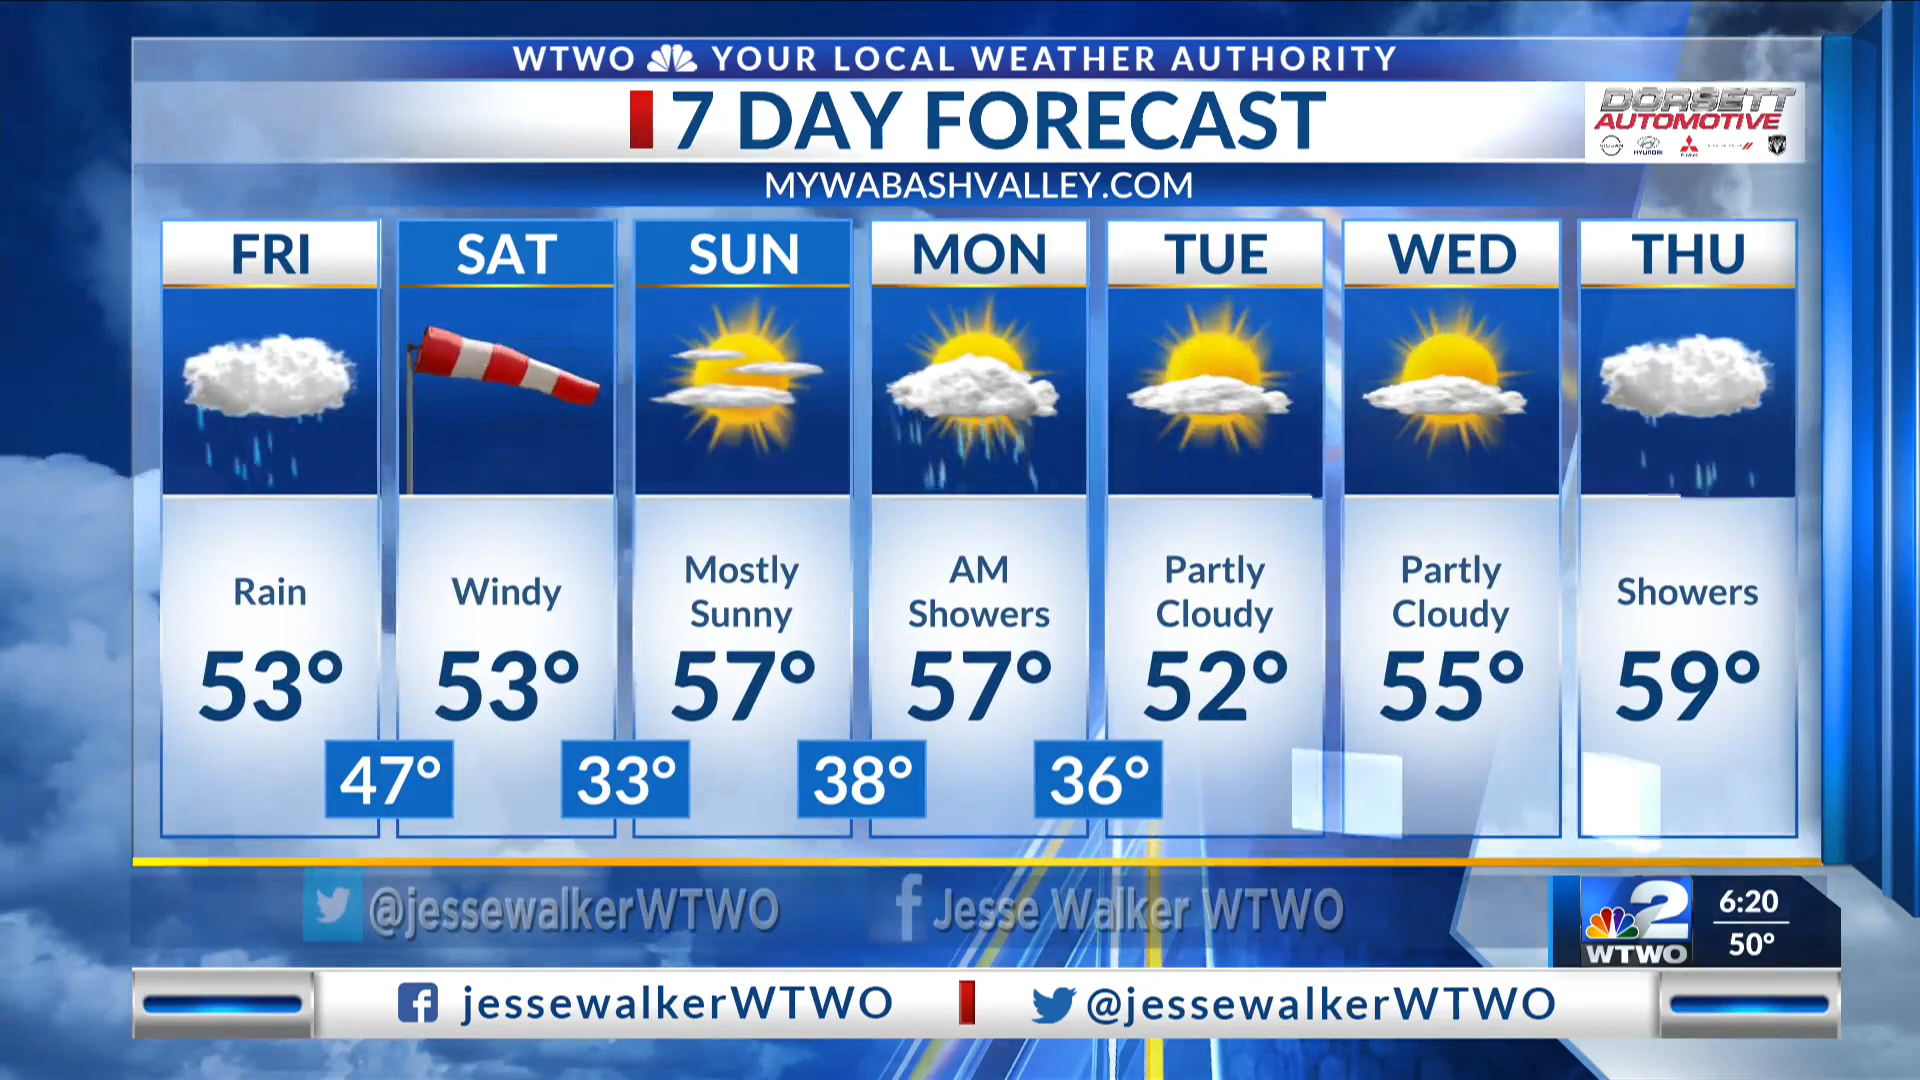 WTWO YOUR LOCAL WEATHER AUTHORITY
7 DAY FORECAST
DORSETT
AUTOMOTIVE
HYUNDAI
MYWABASHVALLEY.COM
FRI SAT SUN MON TUE WED THU
Rain
53°
Windy
53°
Mostly
Sunny
57°
AM
Showers
57°
Partly
Cloudy
52°
Partly
Cloudy
55°
Showers
59°
47° 33° 38° 36°
@jessewalkerWTWO Jesse Walker WTWO
2
WTWO
6:20
50°
jessewalkerWTWO @jessewalkerWTWO